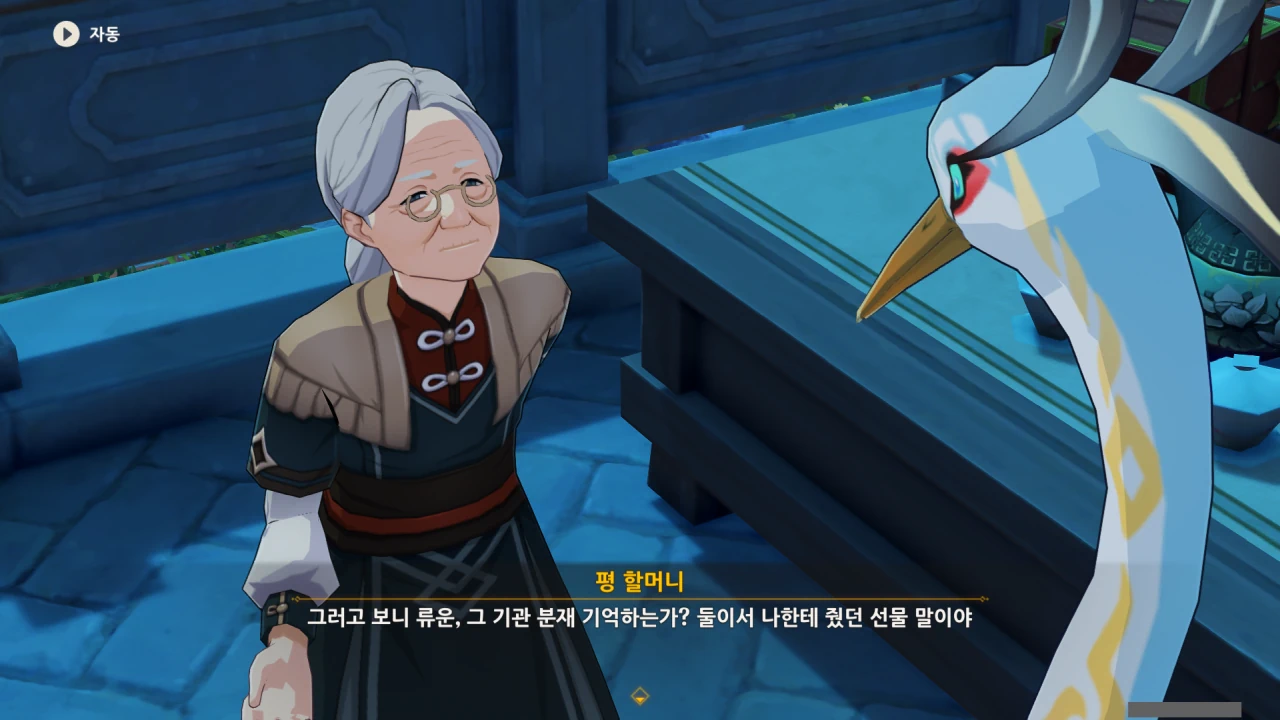 자동
평 할머니
그러고 보니 류운, 그 기관 분재 기억하는가? 둘이서 나한테 줬던 선물 말이야